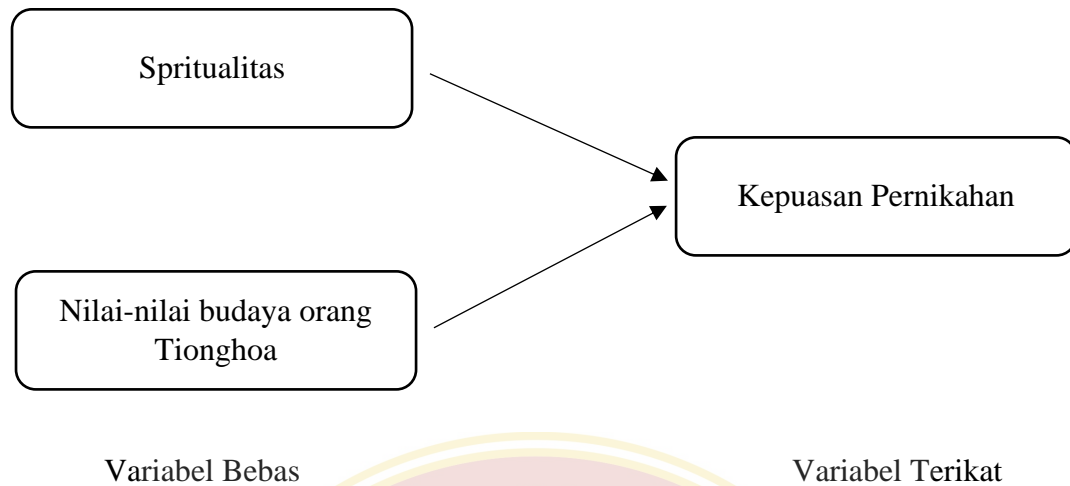 Spritualitas
Kepuasan Pernikahan
Nilai-nilai budaya orang
Tionghoa
Variabel Bebas
Variabel Terikat